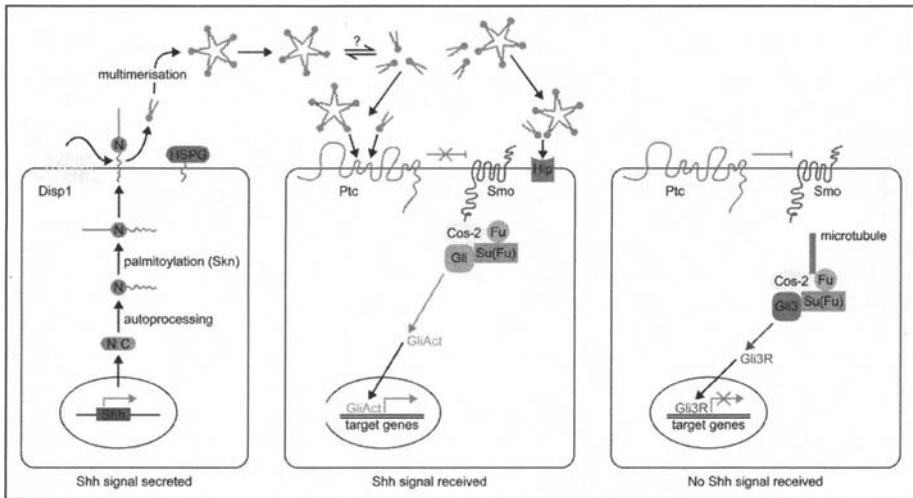 ?
multimerisation
N
HSPG
Disp1
N
palmitoylation (Skn)
N
autoprocessing
N C
Shh
Shh signal secreted
Ptc
Smo
Hip
Cos-2
Fu
Gli
Su(Fu)
GliAct
GliAct
target genes
Shh signal received
Ptc
Smo
microtubule
Cos-2
Fu
Gli3
Su(Fu)
Gli3R
Gli3R
target genes
No Shh signal received